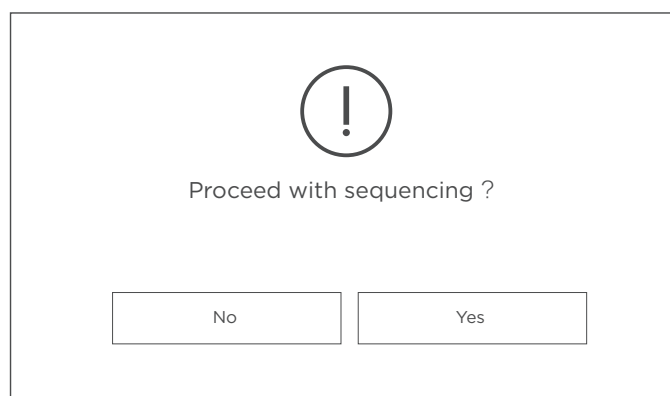 Proceed with sequencing ?
No
Yes